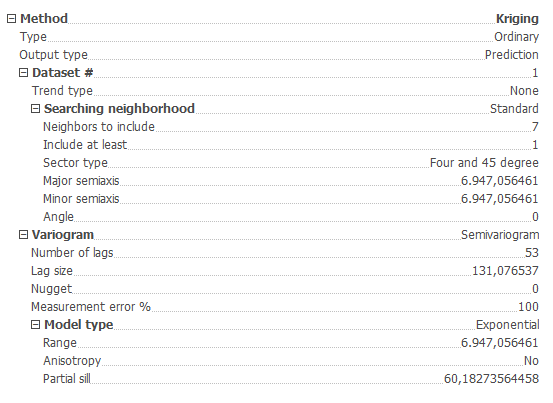 Method Kriging
Type Ordinary
Output type Prediction
Dataset # 1
Trend type None
Searching neighborhood Standard
Neighbors to include 7
Include at least 1
Sector type Four and 45 degree
Major semiaxis 6.947,056461
Minor semiaxis 6.947,056461
Angle 0
Variogram Semivariogram
Number of lags 53
Lag size 131,076537
Nugget 0
Measurement error % 100
Model type Exponential
Range 6.947,056461
Anisotropy No
Partial sill 60,18273564458